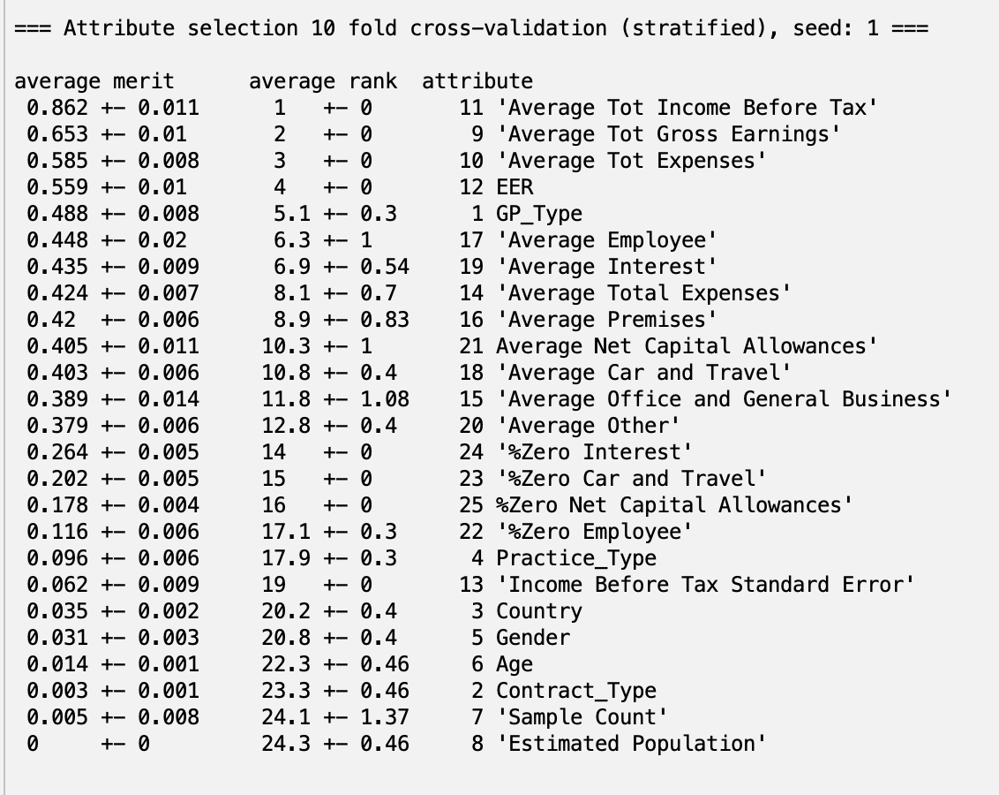 === Attribute selection 10 fold cross-validation (stratified), seed: 1 ===
average merit average rank attribute
0.862 +- 0.011 1 +- 0 11 'Average Tot Income Before Tax'
0.653 +- 0.01 2 +- 0 9 'Average Tot Gross Earnings'
0.585 +- 0.008 3 +- 0 10 'Average Tot Expenses'
0.559 +- 0.01 4 +- 0 12 EER
0.488 +- 0.008 5.1 +- 0.3 1 GP_Type
0.448 +- 0.02 6.3 +- 1 17 'Average Employee'
0.435 +- 0.009 6.9 +- 0.54 19 'Average Interest'
0.424 +- 0.007 8.1 +- 0.7 14 'Average Total Expenses'
0.42 +- 0.006 8.9 +- 0.83 16 'Average Premises'
0.405 +- 0.011 10.3 +- 1 21 Average Net Capital Allowances'
0.403 +- 0.006 10.8 +- 0.4 18 'Average Car and Travel'
0.389 +- 0.014 11.8 +- 1.08 15 'Average Office and General Business'
0.379 +- 0.006 12.8 +- 0.4 20 'Average Other'
0.264 +- 0.005 14 +- 0 24 '%Zero Interest'
0.202 +- 0.005 15 +- 0 23 '%Zero Car and Travel'
0.178 +- 0.004 16 +- 0 25 %Zero Net Capital Allowances'
0.116 +- 0.006 17.1 +- 0.3 22 '%Zero Employee'
0.096 +- 0.006 17.9 +- 0.3 4 Practice_Type
0.062 +- 0.009 19 +- 0 13 'Income Before Tax Standard Error'
0.035 +- 0.002 20.2 +- 0.4 3 Country
0.031 +- 0.003 20.8 +- 0.4 5 Gender
0.014 +- 0.001 22.3 +- 0.46 6 Age
0.003 +- 0.001 23.3 +- 0.46 2 Contract_Type
0.005 +- 0.008 24.1 +- 1.37 7 'Sample Count'
0 +- 0 24.3 +- 0.46 8 'Estimated Population'